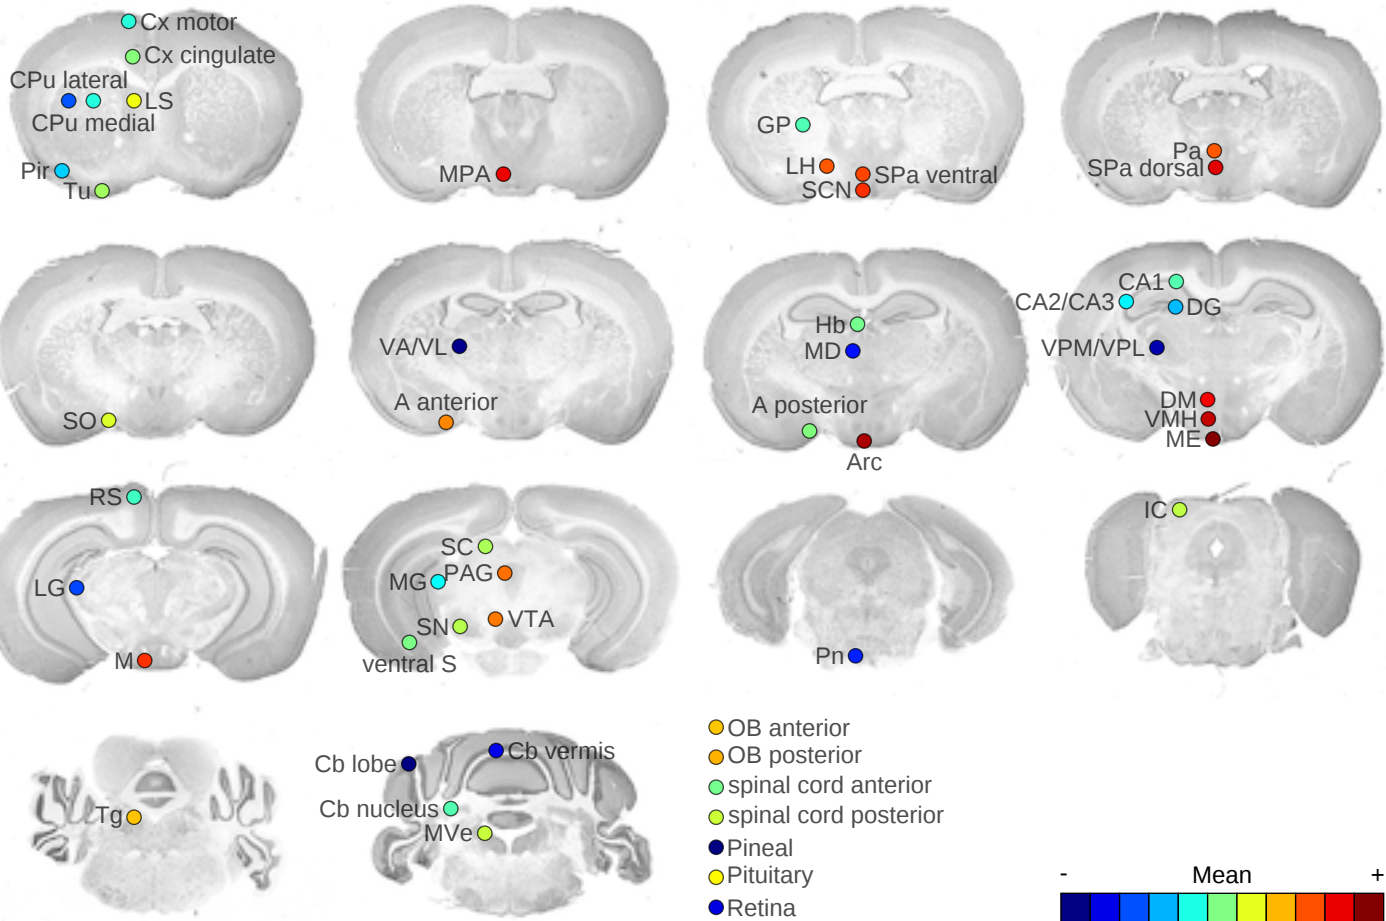 Cx motor
Cx cingulate
CPu lateral
LS
CPu medial
Pir
Tu
MPA
GP
LH
SPa ventral
SCN
Pa
SPa dorsal
SO
VA/VL
A anterior
Hb
MD
A posterior
Arc
CA1
CA2/CA3
DG
VPM/VPL
DM
VMH
ME
RS
LG
M
SC
MG
PAG
SN
VTA
ventral S
Pn
IC
Tg
Cb lobe
Cb vermis
Cb nucleus
MVe
OB anterior
OB posterior
spinal cord anterior
spinal cord posterior
Pineal
Pituitary
Retina
- Mean +